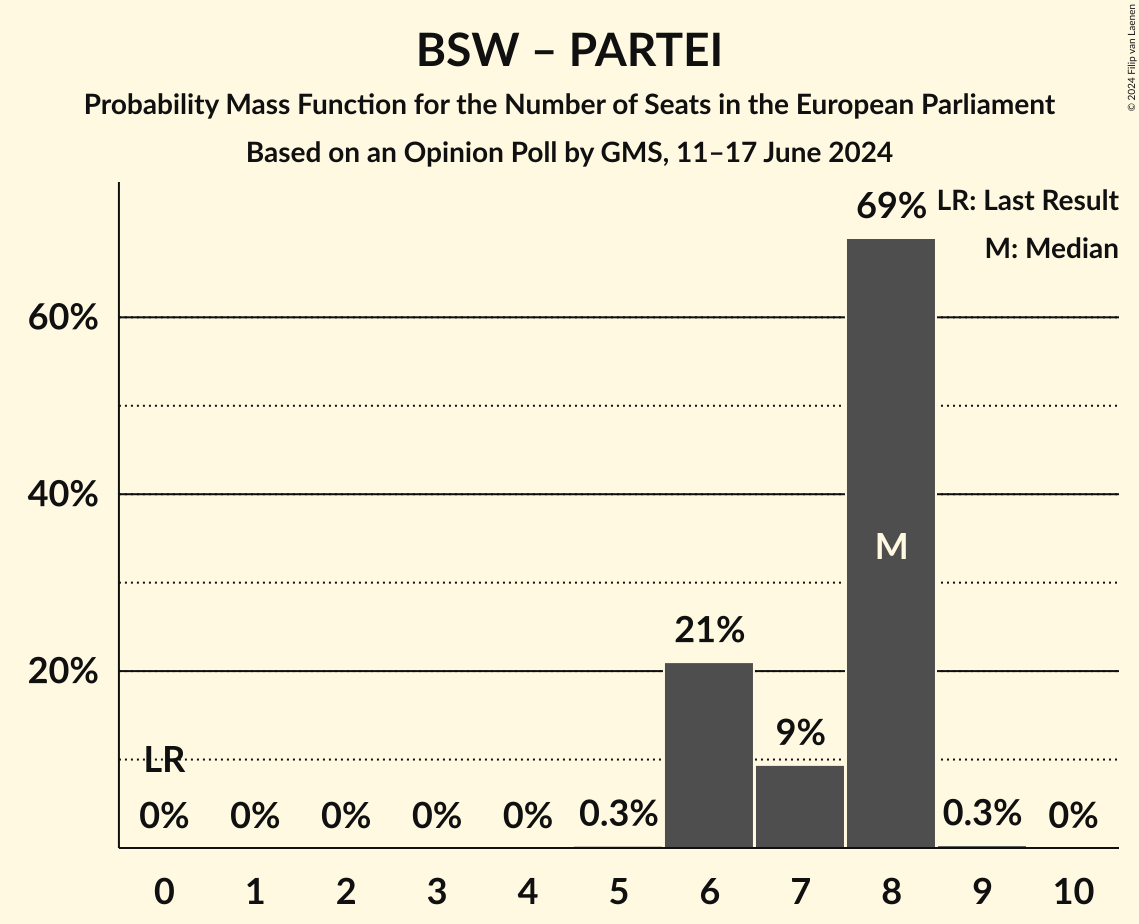 BSW – PARTEI
Probability Mass Function for the Number of Seats in the European Parliament
Based on an Opinion Poll by GMS, 11–17 June 2024
© 2024 Filip van Laenen
LR: Last Result
M: Median
69%
60%
40%
M
21%
20%
9%
LR
0% 0% 0% 0% 0% 0.3% 0.3% 0%
0 1 2 3 4 5 6 7 8 9 10